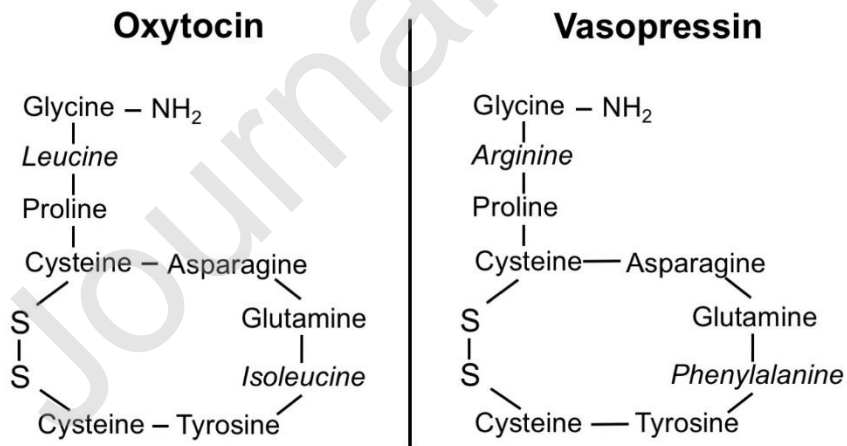 Oxytocin
Glycine – NH₂
Leucine
Proline
Cysteine – Asparagine
S
Glutamine
S
Isoleucine
Cysteine – Tyrosine
Vasopressin
Glycine – NH₂
Arginine
Proline
Cysteine — Asparagine
S
Glutamine
S
Phenylalanine
Cysteine — Tyrosine
Journa